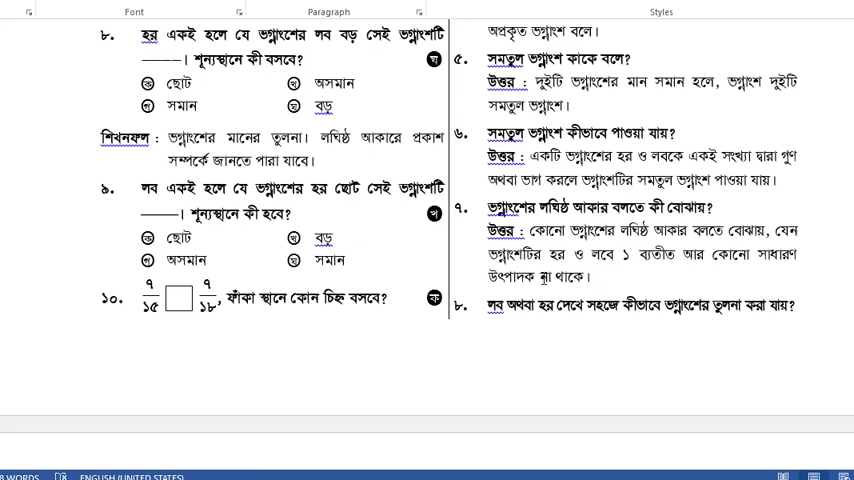 Font
Paragraph
Styles
৮. হর একই হলে যে ভগ্নাংশের লব বড় সেই ভগ্নাংশটি
————। শূন্যস্থানে কী বসবে? ঘ
ক ছোট খ অসমান
গ সমান ঘ বড়
শিখনফল : ভগ্নাংশের মানের তুলনা। লঘিষ্ঠ আকারে প্রকাশ
সম্পর্কে জানতে পারা যাবে।
৯. লব একই হলে যে ভগ্নাংশের হর ছোট সেই ভগ্নাংশটি
————। শূন্যস্থানে কী হবে? খ
ক ছোট খ বড়
গ অসমান ঘ সমান
১০. ৭/১৫ □ ৭/১৮, ফাঁকা স্থানে কোন চিহ্ন বসবে? ক
অপ্রকৃত ভগ্নাংশ বলে।
৫. সমতুল ভগ্নাংশ কাকে বলে?
উত্তর : দুইটি ভগ্নাংশের মান সমান হলে, ভগ্নাংশ দুইটি
সমতুল ভগ্নাংশ।
৬. সমতুল ভগ্নাংশ কীভাবে পাওয়া যায়?
উত্তর : একটি ভগ্নাংশের হর ও লবকে একই সংখ্যা দ্বারা গুণ
অথবা ভাগ করলে ভগ্নাংশটির সমতুল ভগ্নাংশ পাওয়া যায়।
৭. ভগ্নাংশের লঘিষ্ঠ আকার বলতে কী বোঝায়?
উত্তর : কোনো ভগ্নাংশের লঘিষ্ঠ আকার বলতে বোঝায়, যেন
ভগ্নাংশটির হর ও লবে ১ ব্যতীত আর কোনো সাধারণ
উৎপাদক না থাকে।
৮. লব অথবা হর দেখে সহজে কীভাবে ভগ্নাংশের তুলনা করা যায়?
8 WORDS
ENGLISH (UNITED STATES)